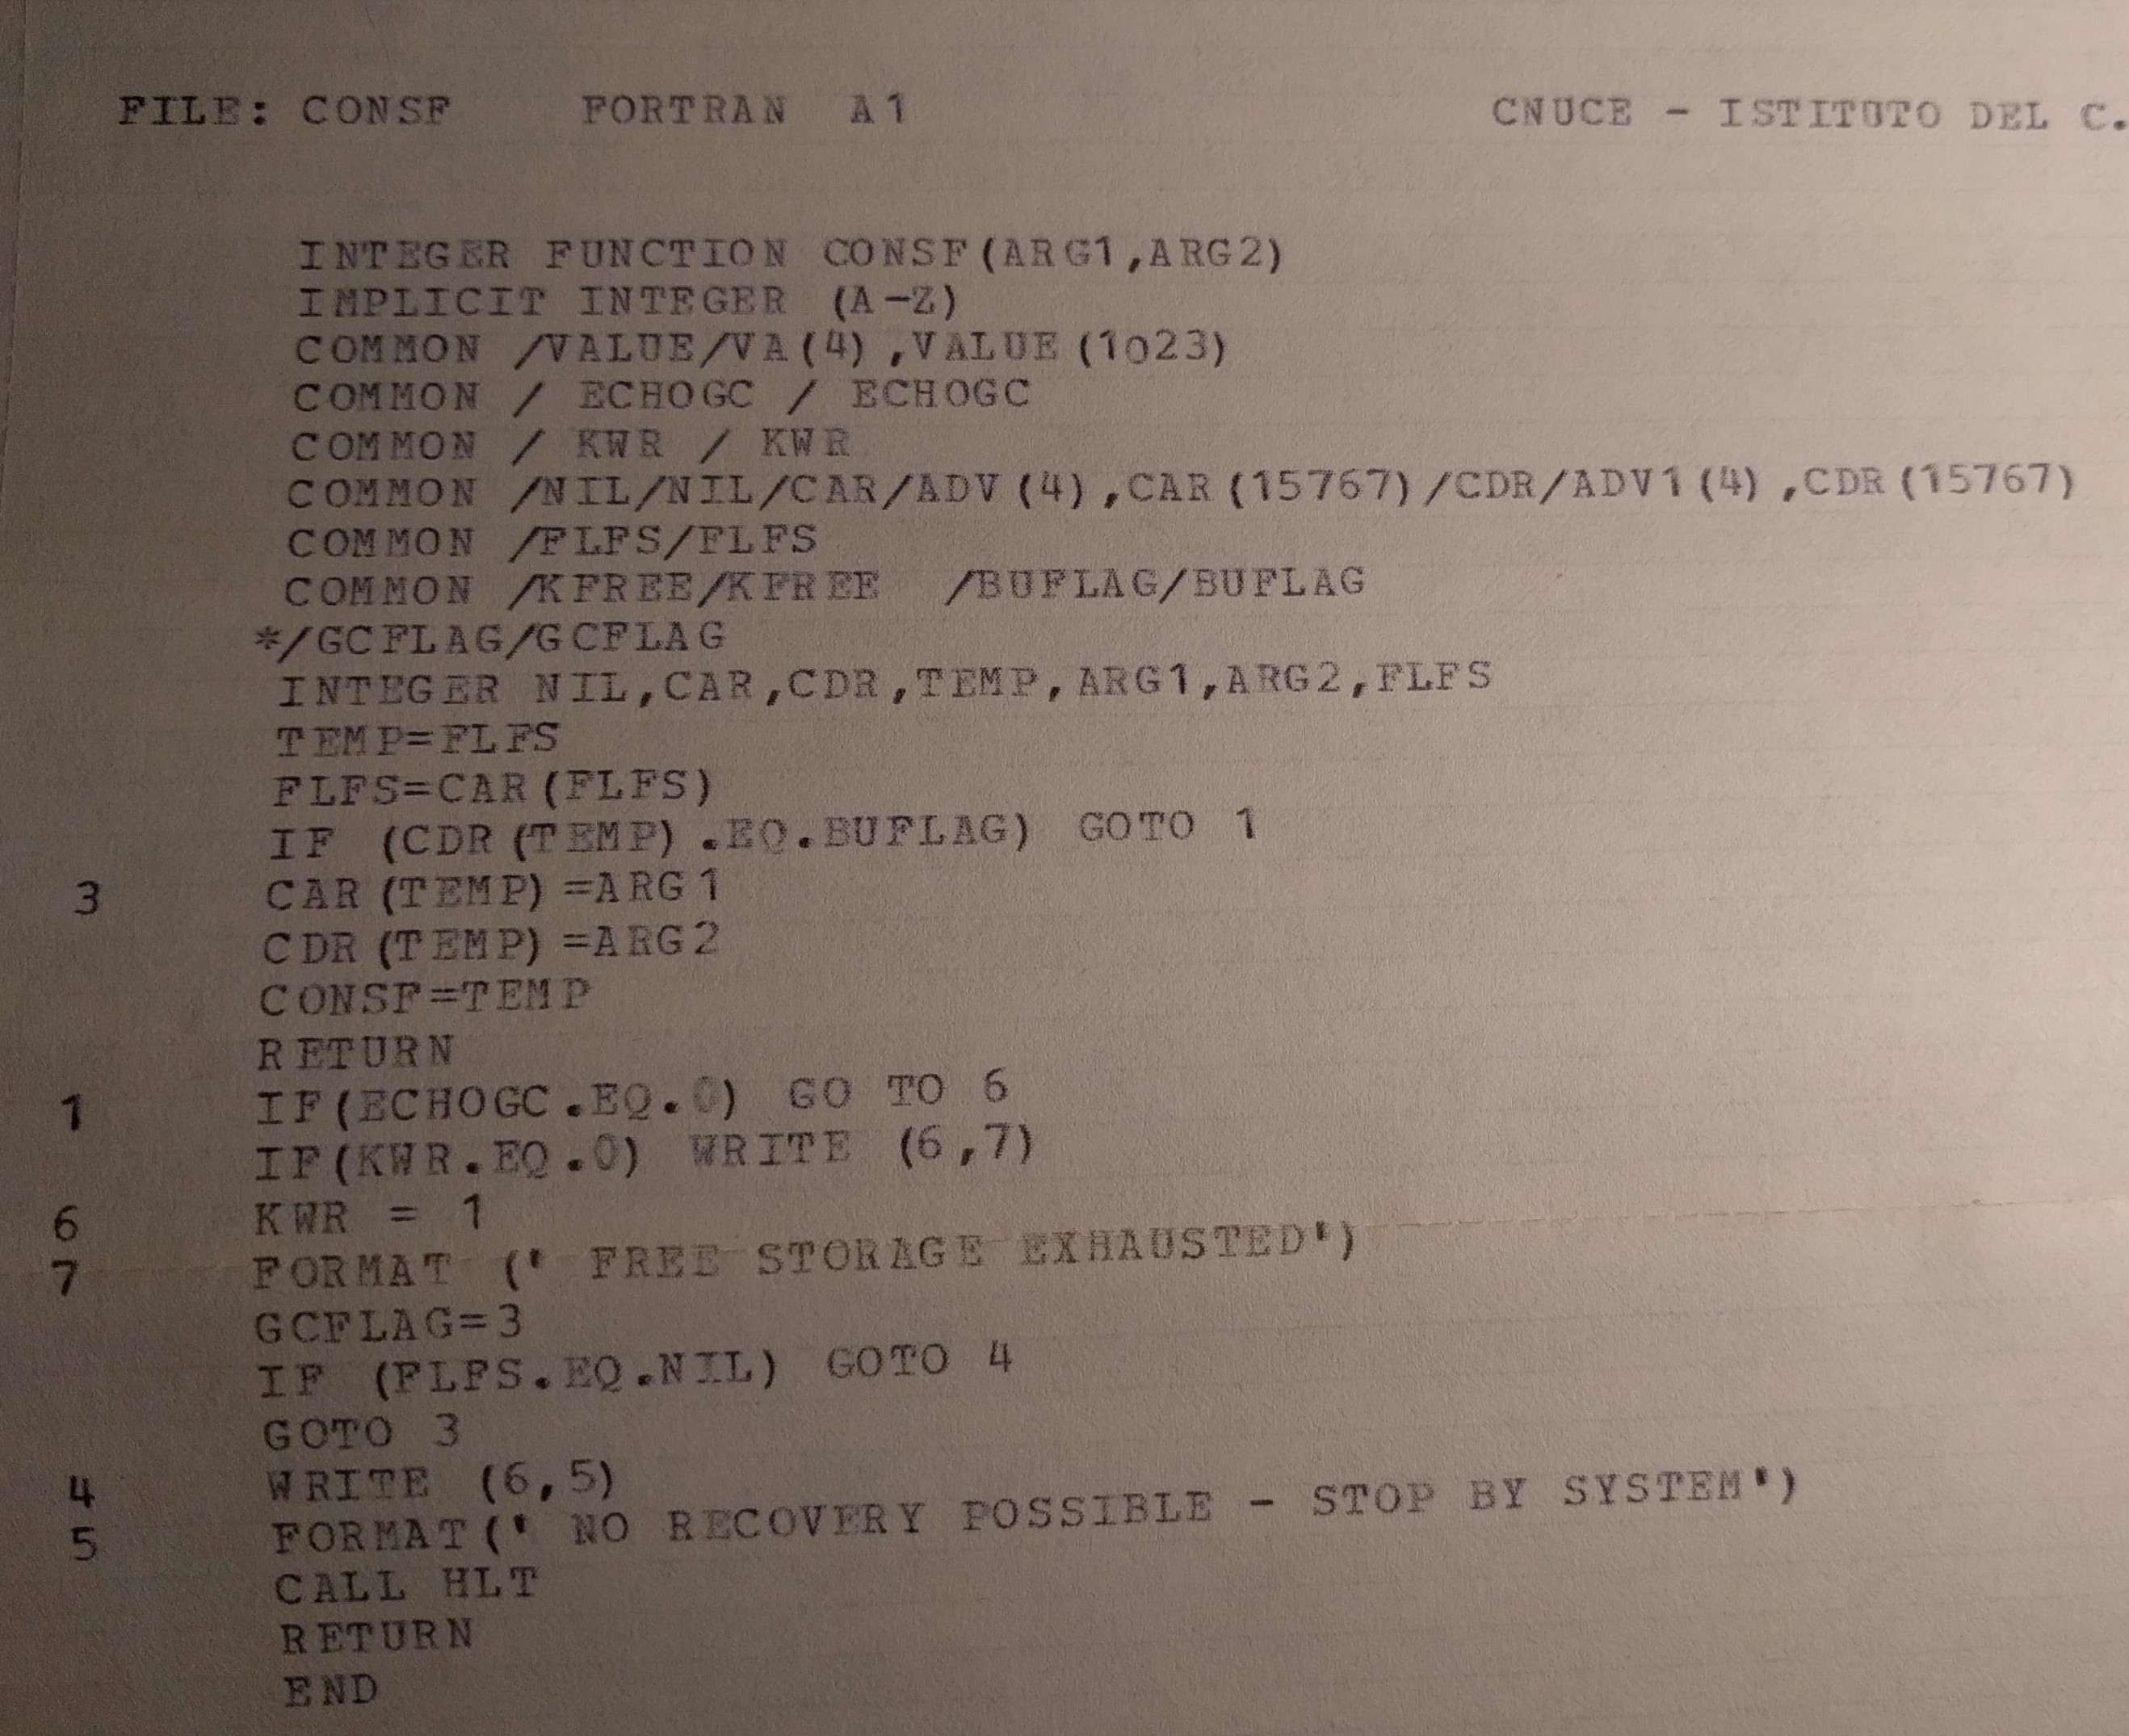 FILE: CONSF    FORTRAN  A1    CNUCE - ISTITUTO DEL C.
INTEGER FUNCTION CONSF(ARG1,ARG2)
IMPLICIT INTEGER (A-Z)
COMMON /VALUE/VA(4),VALUE(1023)
COMMON / ECHOGC / ECHOGC
COMMON / KWR / KWR
COMMON /NIL/NIL/CAR/ADV(4),CAR(15767)/CDR/ADV1(4),CDR(15767)
COMMON /FLFS/FLFS
COMMON /KFREE/KFREE  /BUFLAG/BUFLAG
*/GCFLAG/GCFLAG
INTEGER NIL,CAR,CDR,TEMP,ARG1,ARG2,FLFS
TEMP=FLFS
FLFS=CAR(FLFS)
IF (CDR(TEMP).EQ.BUFLAG) GOTO 1
3     CAR(TEMP)=ARG1
CDR(TEMP)=ARG2
CONSF=TEMP
RETURN
1     IF(ECHOGC.EQ.0) GO TO 6
IF(KWR.EQ.0) WRITE (6,7)
6     KWR = 1
7     FORMAT (' FREE STORAGE EXHAUSTED')
GCFLAG=3
IF (FLFS.EQ.NIL) GOTO 4
GOTO 3
4     WRITE (6,5)
5     FORMAT(' NO RECOVERY POSSIBLE - STOP BY SYSTEM')
CALL HLT
RETURN
END